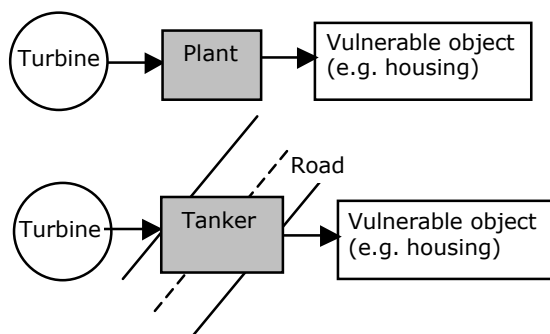 Turbine
Plant
Vulnerable object
(e.g. housing)
Road
Turbine
Tanker
Vulnerable object
(e.g. housing)